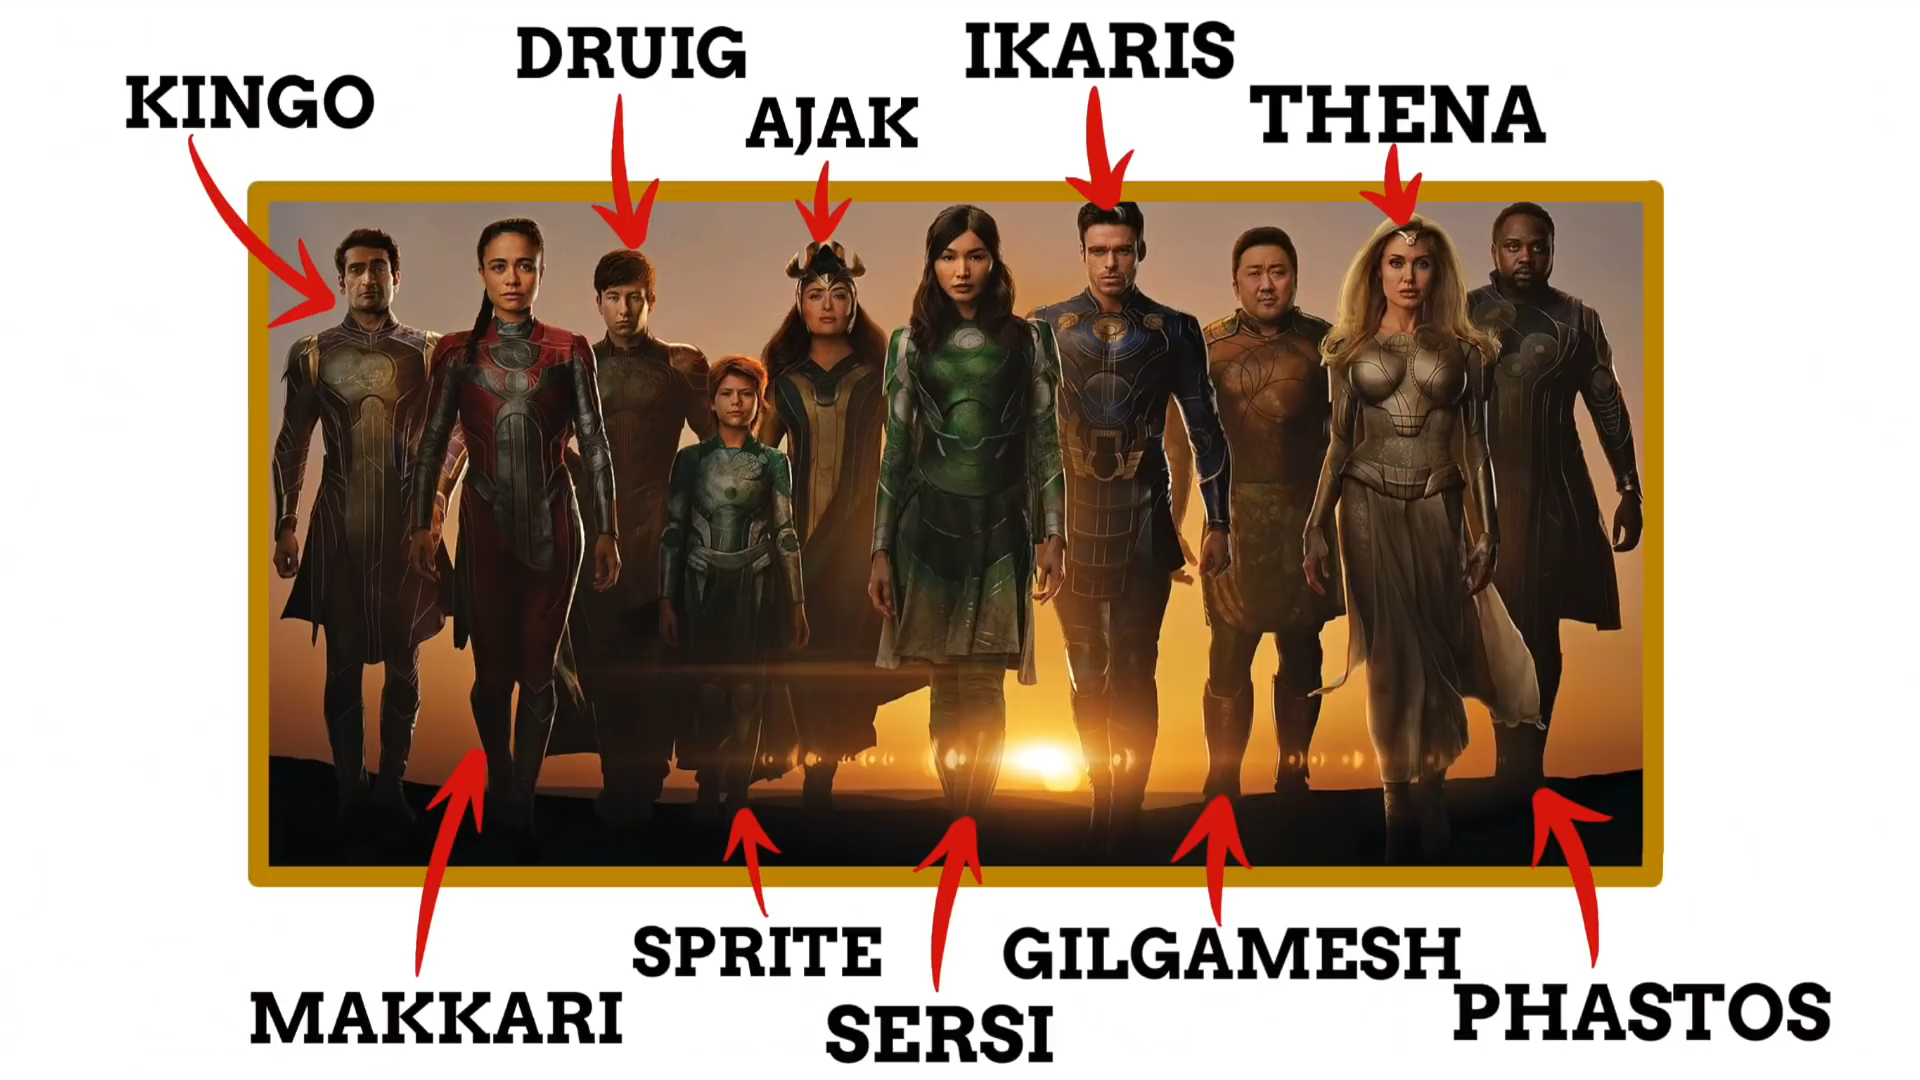 KINGO
DRUIG
AJAK
IKARIS
THENA
MAKKARI
SPRITE
SERSI
GILGAMESH
PHASTOS